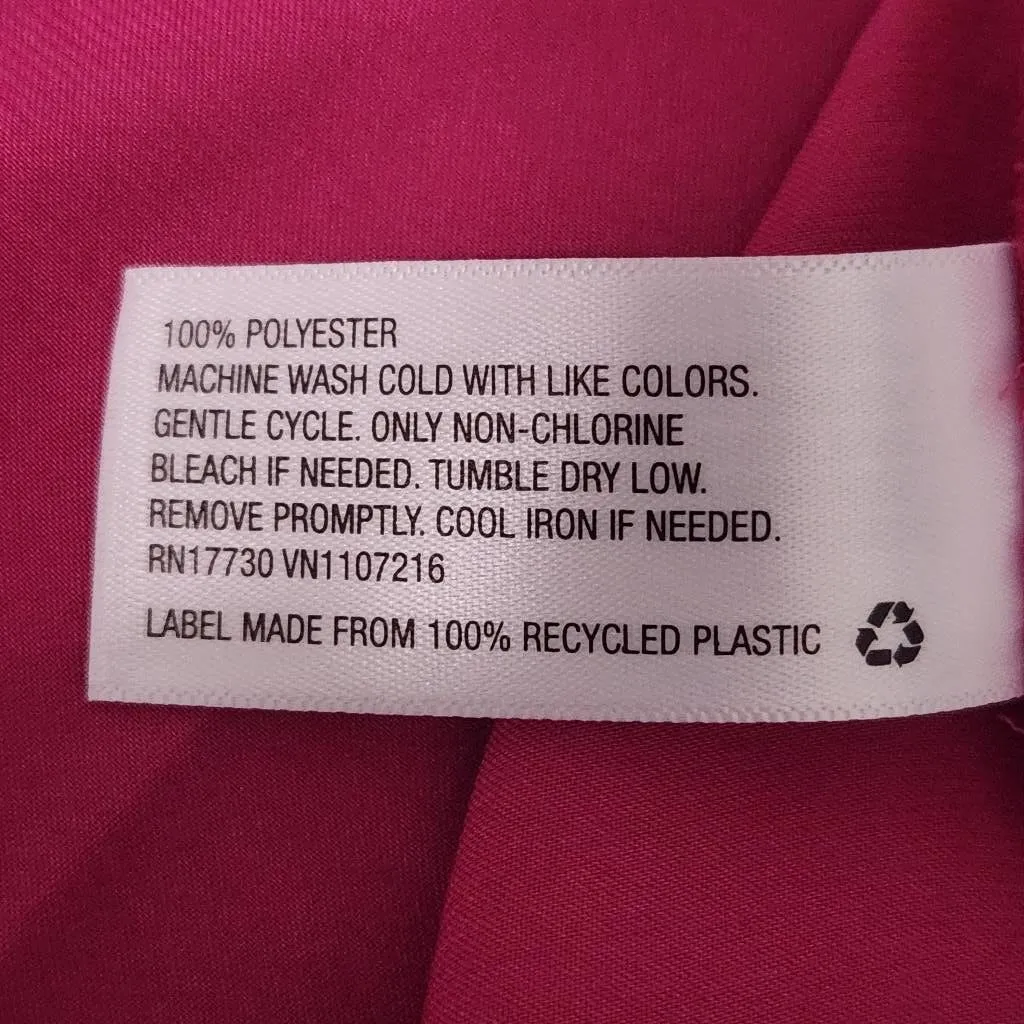 100% POLYESTER
MACHINE WASH COLD WITH LIKE COLORS.
GENTLE CYCLE. ONLY NON-CHLORINE
BLEACH IF NEEDED. TUMBLE DRY LOW.
REMOVE PROMPTLY. COOL IRON IF NEEDED.
RN17730 VN1107216
LABEL MADE FROM 100% RECYCLED PLASTIC